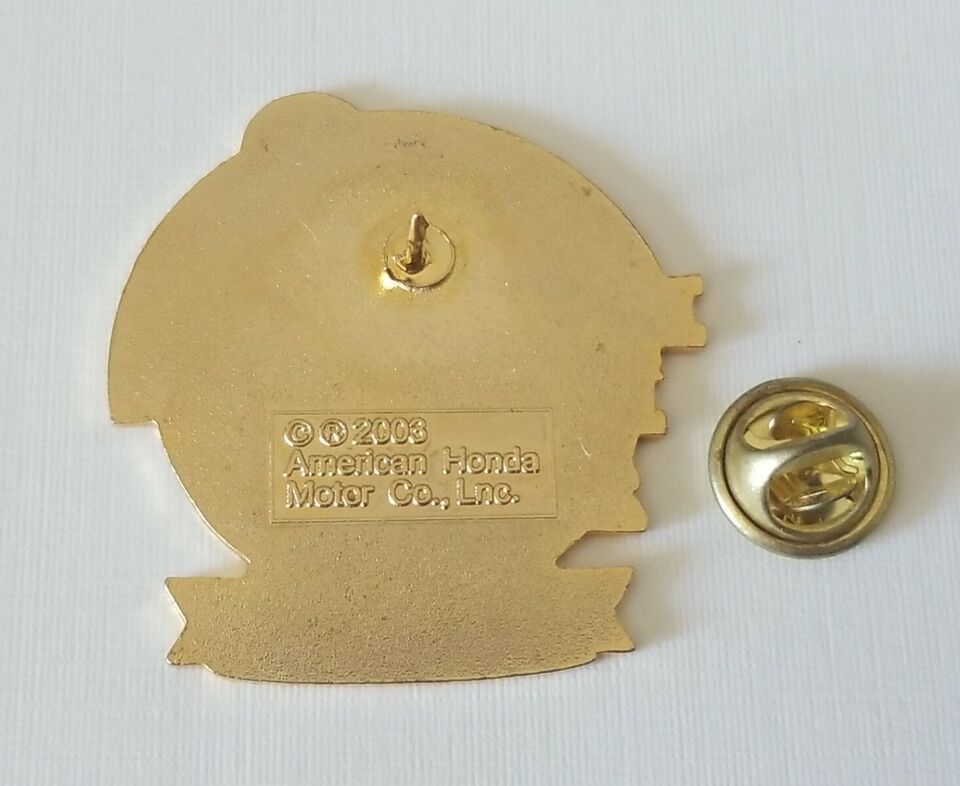 © ® 2003
American Honda
Motor Co., Lnc.